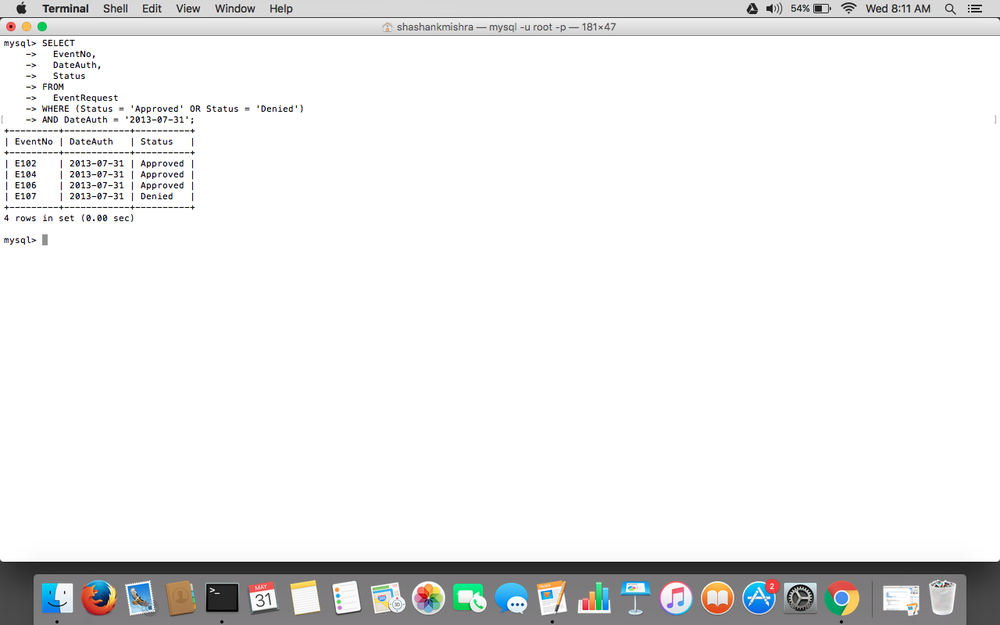 Terminal Shell Edit View Window Help 54% Wed 8:11 AM
shashankmishra — mysql -u root -p — 181×47
mysql> SELECT
    ->   EventNo,
    ->   DateAuth,
    ->   Status
    -> FROM
    ->   EventRequest
    -> WHERE (Status = 'Approved' OR Status = 'Denied')
[    -> AND DateAuth = '2013-07-31'; ]
+---------+------------+----------+
| EventNo | DateAuth   | Status   |
+---------+------------+----------+
| E102    | 2013-07-31 | Approved |
| E104    | 2013-07-31 | Approved |
| E106    | 2013-07-31 | Approved |
| E107    | 2013-07-31 | Denied   |
+---------+------------+----------+
4 rows in set (0.00 sec)
mysql>
>_
MAY
31
PAGES
3D
2